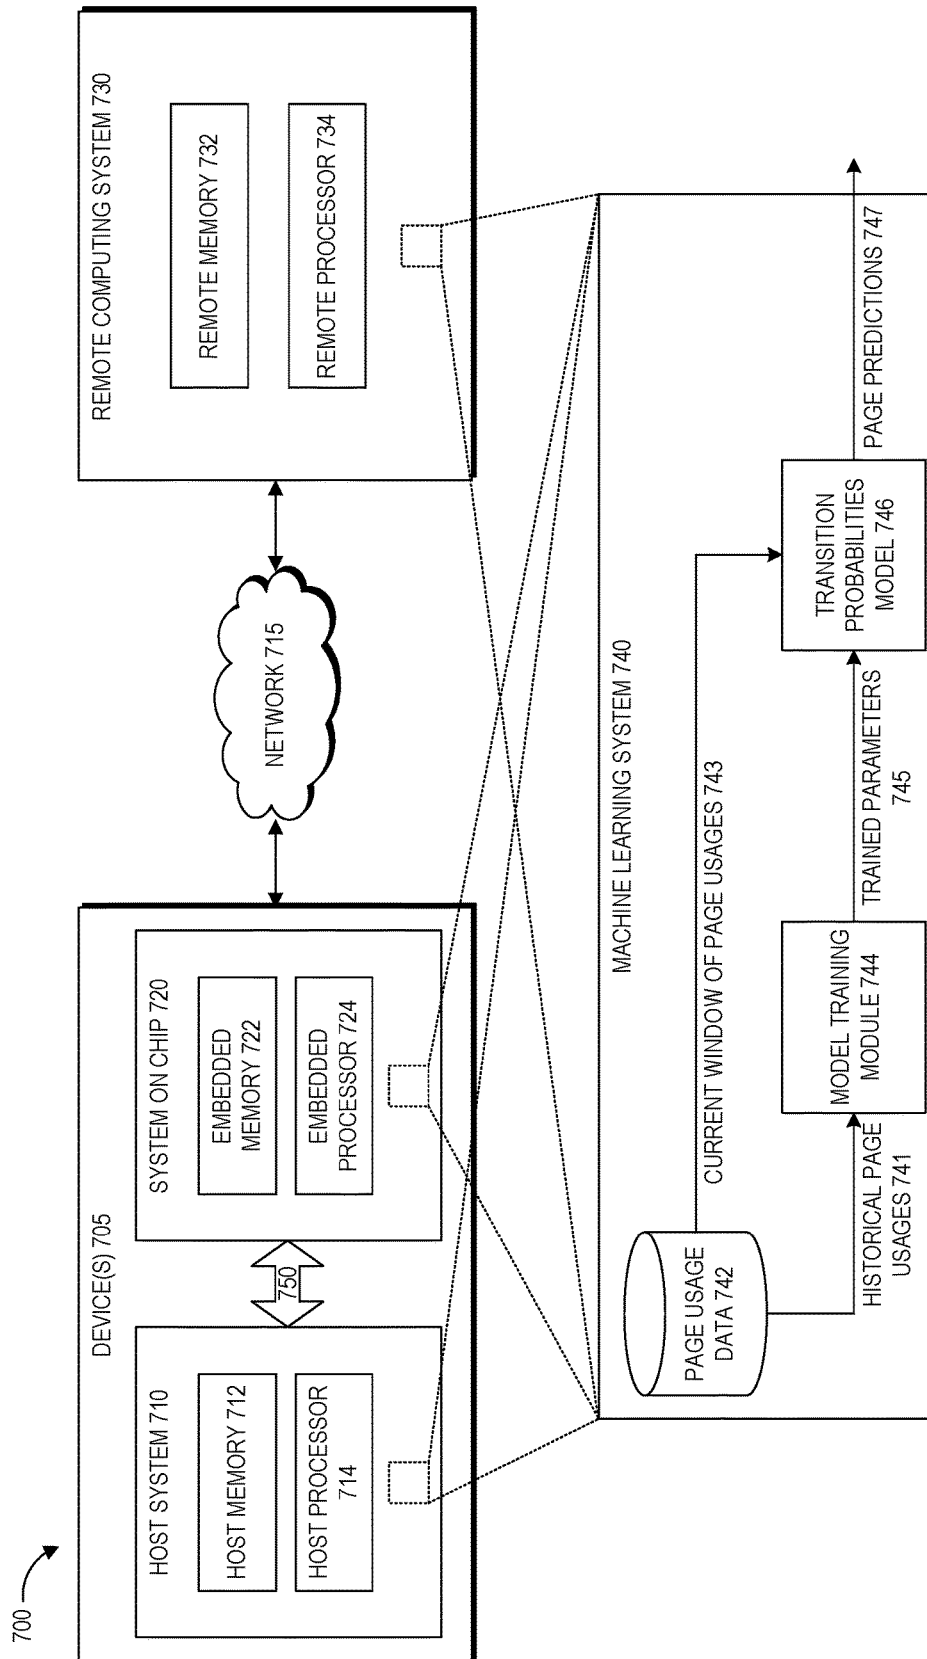 700
DEVICE(S) 705
HOST SYSTEM 710
HOST MEMORY 712
HOST PROCESSOR
714
750
SYSTEM ON CHIP 720
EMBEDDED
MEMORY 722
EMBEDDED
PROCESSOR 724
NETWORK 715
REMOTE COMPUTING SYSTEM 730
REMOTE MEMORY 732
REMOTE PROCESSOR 734
MACHINE LEARNING SYSTEM 740
PAGE USAGE
DATA 742
CURRENT WINDOW OF PAGE USAGES 743
HISTORICAL PAGE
USAGES 741
MODEL TRAINING
MODULE 744
TRAINED PARAMETERS
745
TRANSITION
PROBABILITIES
MODEL 746
PAGE PREDICTIONS 747